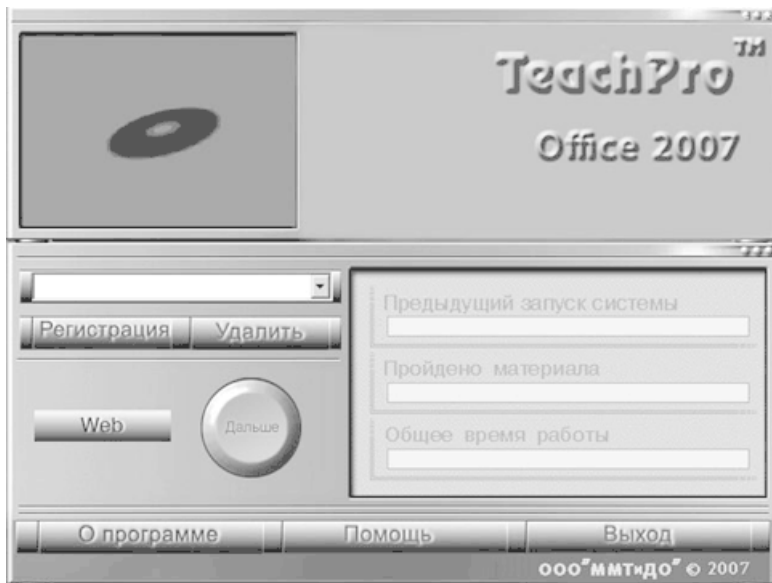 TeachPro™
Office 2007
Предыдущий запуск системы
Регистрация
Удалить
Пройдено материала
Web
Дальше
Общее время работы
О программе
Помощь
Выход
ООО"ММТиДО" © 2007